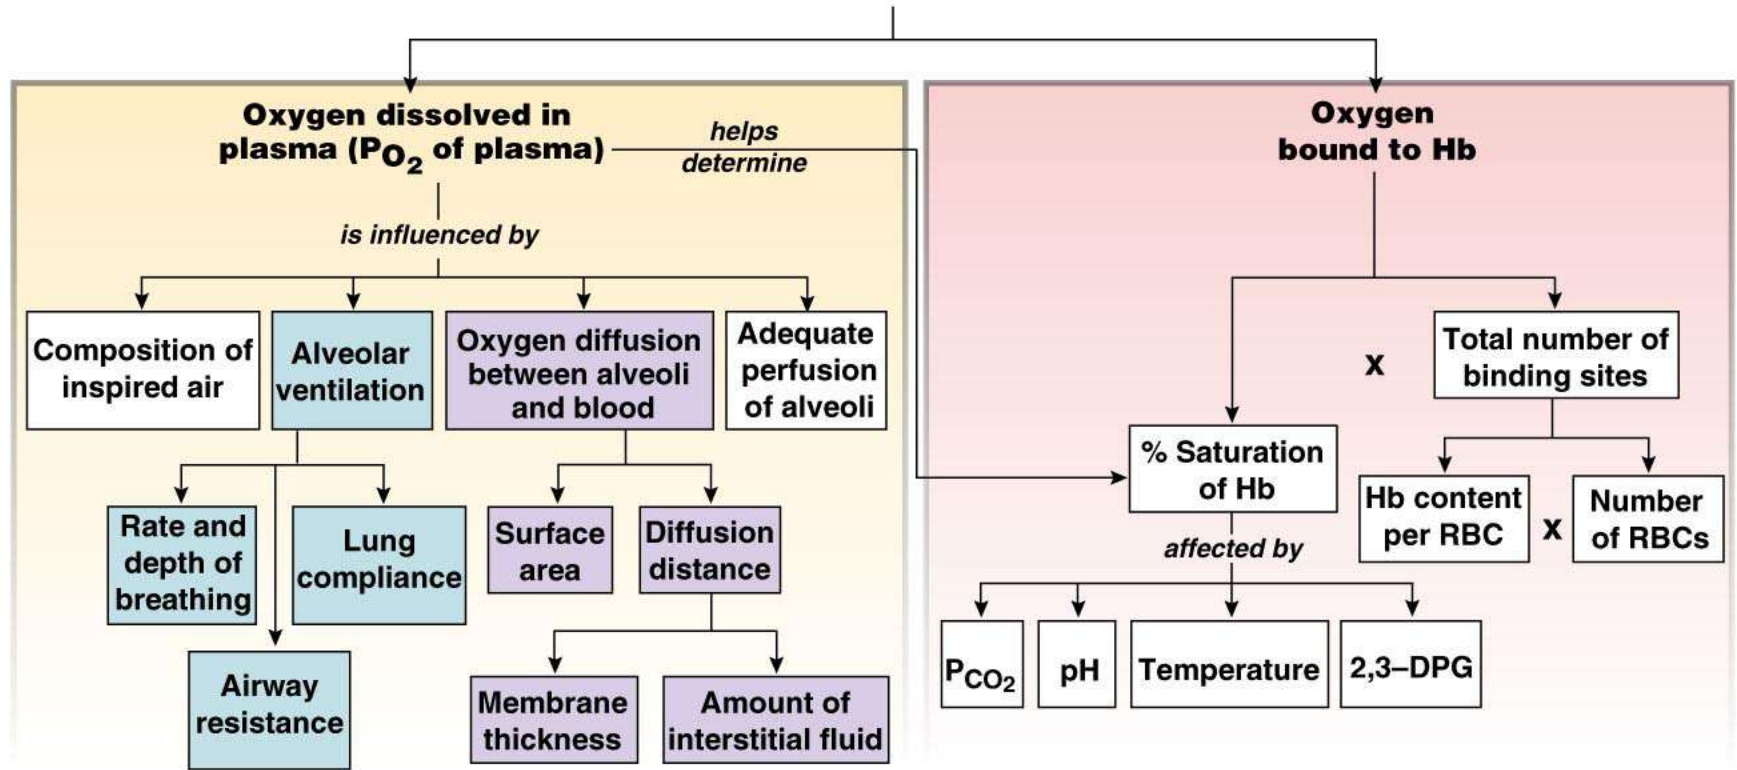 Oxygen dissolved in
plasma (PO2 of plasma)
helps
determine
is influenced by
Composition of
inspired air
Alveolar
ventilation
Oxygen diffusion
between alveoli
and blood
Adequate
perfusion
of alveoli
Rate and
depth of
breathing
Lung
compliance
Airway
resistance
Surface
area
Diffusion
distance
Membrane
thickness
Amount of
interstitial fluid
Oxygen
bound to Hb
x
Total number of
binding sites
% Saturation
of Hb
Hb content
per RBC
x
Number
of RBCs
affected by
PCO2
pH
Temperature
2,3–DPG